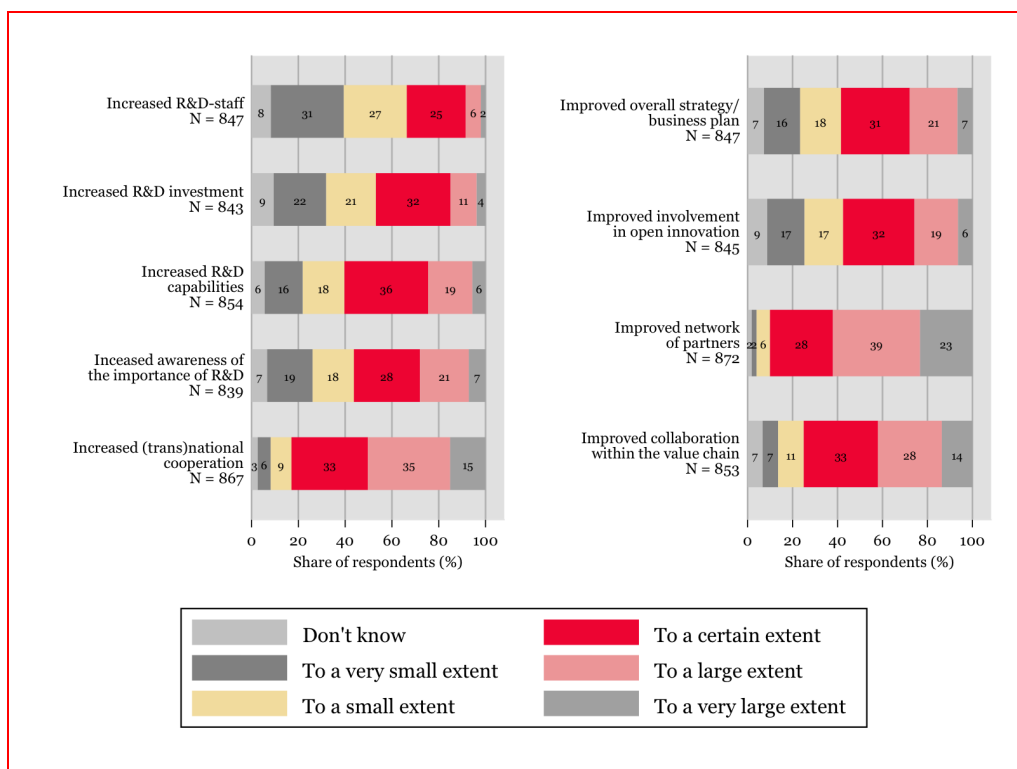 Increased R&D-staff
N = 847
8 31 27 25 6 2
Increased R&D investment
N = 843
9 22 21 32 11 4
Increased R&D
capabilities
N = 854
6 16 18 36 19 6
Inceased awareness of
the importance of R&D
N = 839
7 19 18 28 21 7
Increased (trans)national
cooperation
N = 867
3 6 9 33 35 15
0 20 40 60 80 100
Share of respondents (%)
Improved overall strategy/
business plan
N = 847
7 16 18 31 21 7
Improved involvement
in open innovation
N = 845
9 17 17 32 19 6
Improved network
of partners
N = 872
2 2 6 28 39 23
Improved collaboration
within the value chain
N = 853
7 7 11 33 28 14
0 20 40 60 80 100
Share of respondents (%)
Don't know
To a very small extent
To a small extent
To a certain extent
To a large extent
To a very large extent